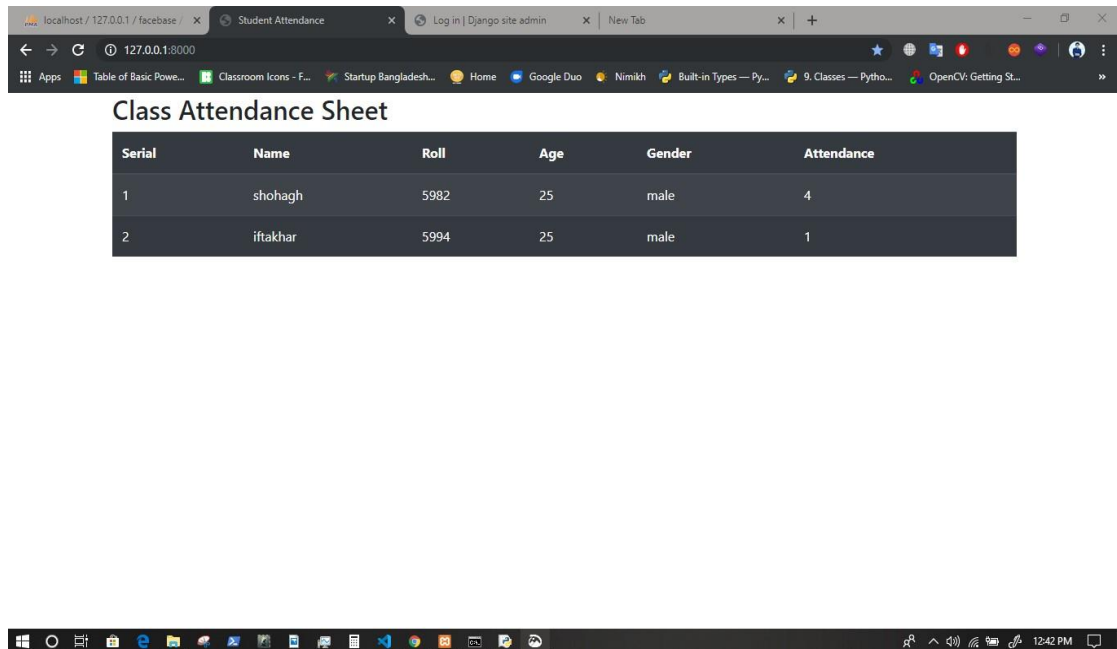 localhost / 127.0.0.1 / facebase /
Student Attendance
Log in | Django site admin
New Tab
127.0.0.1:8000
Apps
Table of Basic Powe...
Classroom Icons - F...
Startup Bangladesh...
Home
Google Duo
Nimikh
Built-in Types — Py...
9. Classes — Pytho...
OpenCV: Getting St...
Class Attendance Sheet
Serial Name Roll Age Gender Attendance
1 shohagh 5982 25 male 4
2 iftakhar 5994 25 male 1
12:42 PM